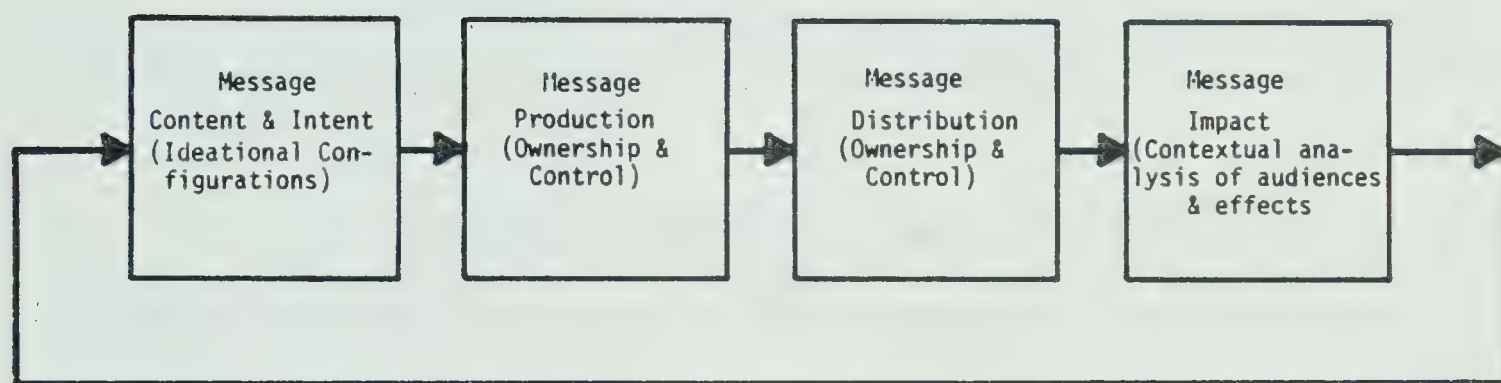 Message
Content & Intent
(Ideational Con-
figurations)
Message
Production
(Ownership &
Control)
Message
Distribution
(Ownership &
Control)
Message
Impact
(Contextual ana-
lysis of audiences
& effects